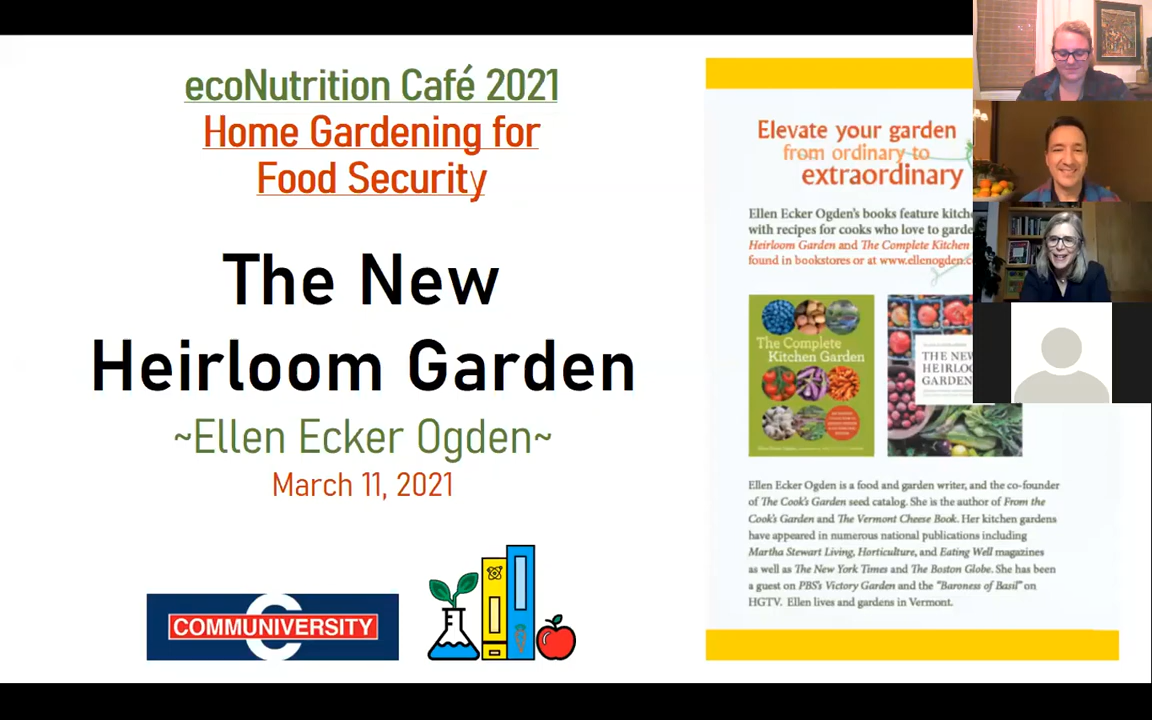 ecoNutrition Café 2021
Home Gardening for
Food Security
The New
Heirloom Garden
~Ellen Ecker Ogden~
March 11, 2021
COMMUNIVERSITY
Elevate your garden
from ordinary to
extraordinary
Ellen Ecker Ogden's books feature
with recipes for cooks who love to
Heirloom Garden and The Complete Kitchen
found in bookstores or at
The Complete
Kitchen Garden
THE NEW
GARDEN
Ellen Ecker Ogden is a food and garden writer, and the co-founder
of The Cook's Garden seed catalog. She is the author of From the
Cook's Garden and The Vermont Cheese Book. Her kitchen gardens
have appeared in numerous national publications including
Martha Stewart Living, Horticulture, and Eating Well magazines
as well as The New York Times and The Boston Globe. She has been
a guest on PBS's Victory Garden and the "Baroness of Basil" on
HGTV. Ellen lives and gardens in Vermont.